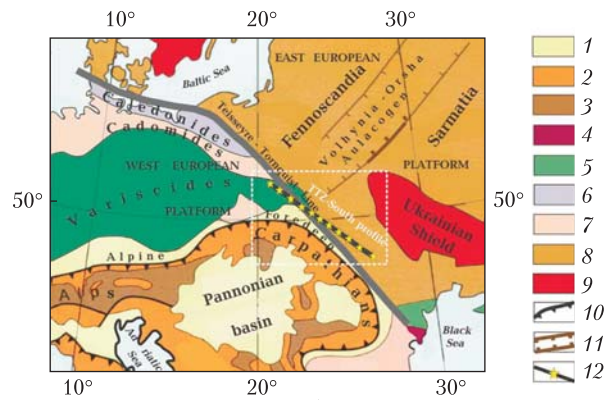 10° 20° 30°
Baltic Sea
EAST EUROPEAN
Fennoscandia
Volhynia-Orsha
Aulacogen
Sarmatia
Caledonides
Cadomides
Teisseyre-Tornquist Line
WEST EUROPEAN
PLATFORM
Variscides
PLATFORM
TTZ-South profile
50° 50°
Ukrainian
Shield
foredeep
Carpathians
Alpine
Alps
Pannonian
basin
Adriatic
Sea
Black
Sea
10° 20° 30°
1
2
3
4
5
6
7
8
9
10
11
12